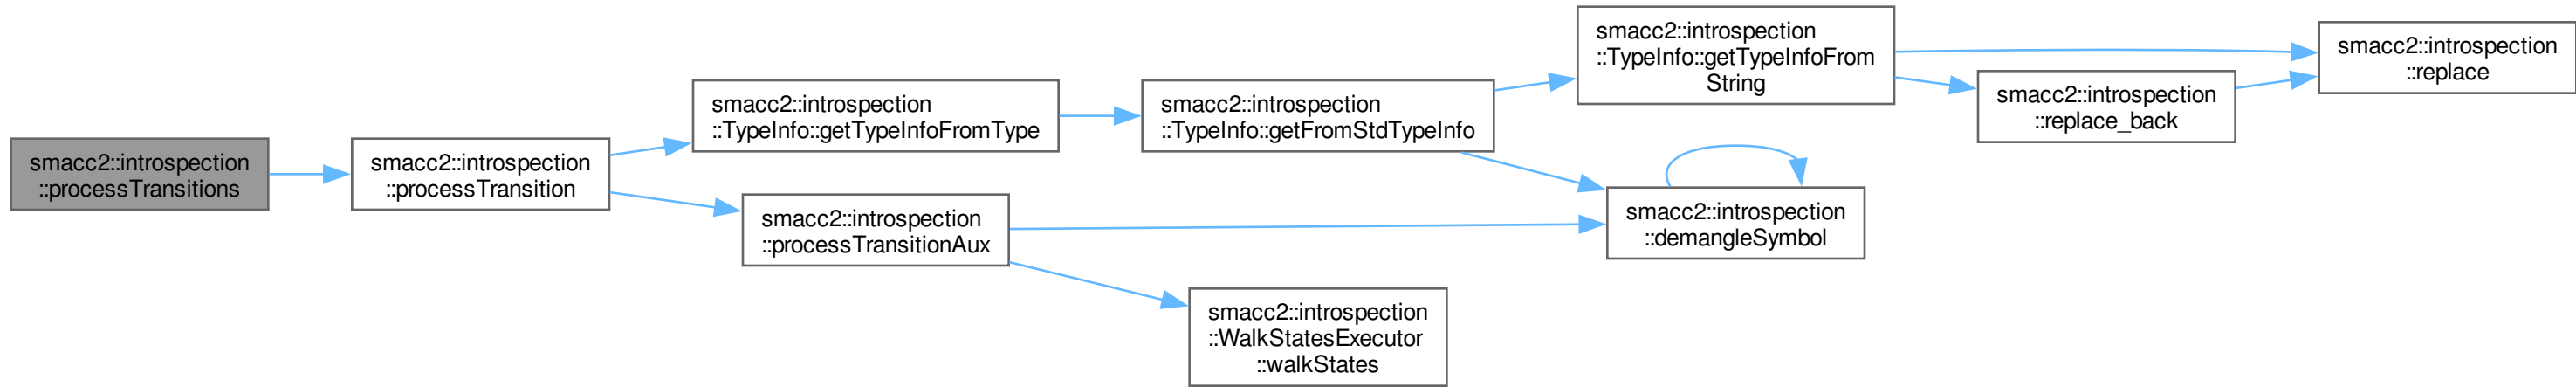 smacc2::introspection
::processTransitions
smacc2::introspection
::processTransition
smacc2::introspection
::TypeInfo::getTypeInfoFromType
smacc2::introspection
::processTransitionAux
smacc2::introspection
::TypeInfo::getFromStdTypeInfo
smacc2::introspection
::WalkStatesExecutor
::walkStates
smacc2::introspection
::TypeInfo::getTypeInfoFrom
String
smacc2::introspection
::demangleSymbol
smacc2::introspection
::replace_back
smacc2::introspection
::replace